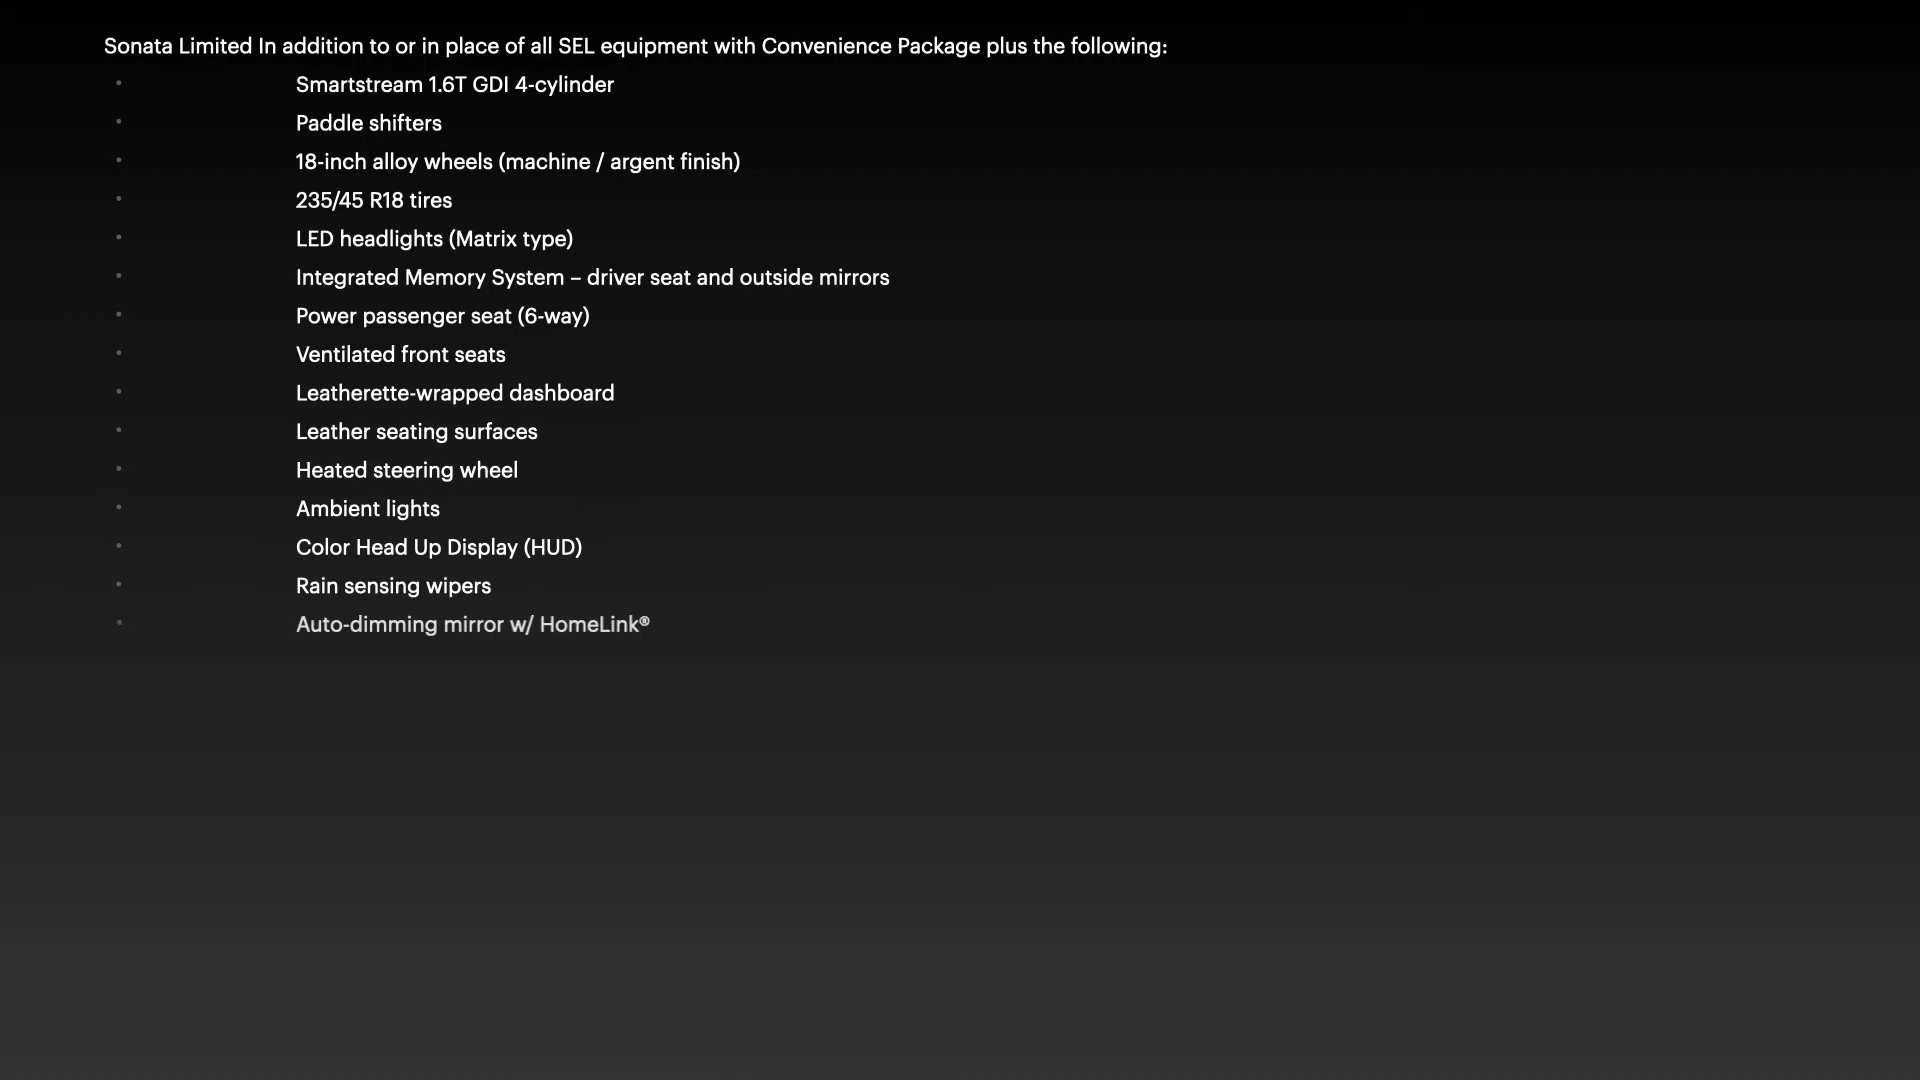 Sonata Limited In addition to or in place of all SEL equipment with Convenience Package plus the following:
• Smartstream 1.6T GDI 4-cylinder
• Paddle shifters
• 18-inch alloy wheels (machine / argent finish)
• 235/45 R18 tires
• LED headlights (Matrix type)
• Integrated Memory System – driver seat and outside mirrors
• Power passenger seat (6-way)
• Ventilated front seats
• Leatherette-wrapped dashboard
• Leather seating surfaces
• Heated steering wheel
• Ambient lights
• Color Head Up Display (HUD)
• Rain sensing wipers
• Auto-dimming mirror w/ HomeLink®